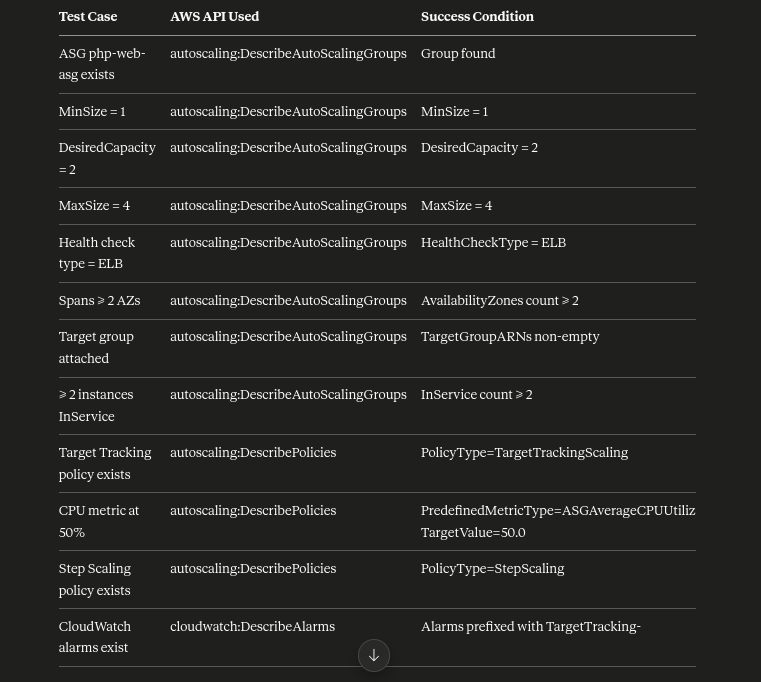 Test Case AWS API Used Success Condition
ASG php-web- autoscaling:DescribeAutoScalingGroups Group found
asg exists
MinSize = 1 autoscaling:DescribeAutoScalingGroups MinSize = 1
DesiredCapacity autoscaling:DescribeAutoScalingGroups DesiredCapacity = 2
= 2
MaxSize = 4 autoscaling:DescribeAutoScalingGroups MaxSize = 4
Health check autoscaling:DescribeAutoScalingGroups HealthCheckType = ELB
type = ELB
Spans ⩾ 2 AZs autoscaling:DescribeAutoScalingGroups AvailabilityZones count ⩾ 2
Target group autoscaling:DescribeAutoScalingGroups TargetGroupARNs non-empty
attached
⩾ 2 instances autoscaling:DescribeAutoScalingGroups InService count ⩾ 2
InService
Target Tracking autoscaling:DescribePolicies PolicyType=TargetTrackingScaling
policy exists
CPU metric at autoscaling:DescribePolicies PredefinedMetricType=ASGAverageCPUUtiliz
50% TargetValue=50.0
Step Scaling autoscaling:DescribePolicies PolicyType=StepScaling
policy exists
CloudWatch cloudwatch:DescribeAlarms Alarms prefixed with TargetTracking-
alarms exist